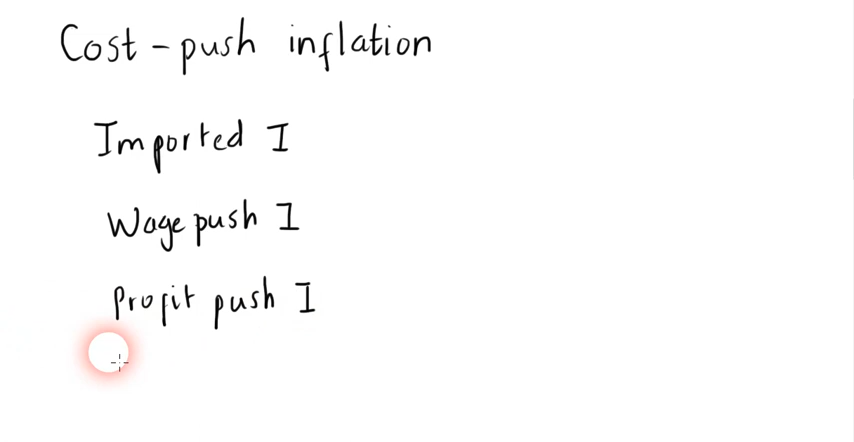 Cost - push inflation
Imported I
Wage push I
Profit push I